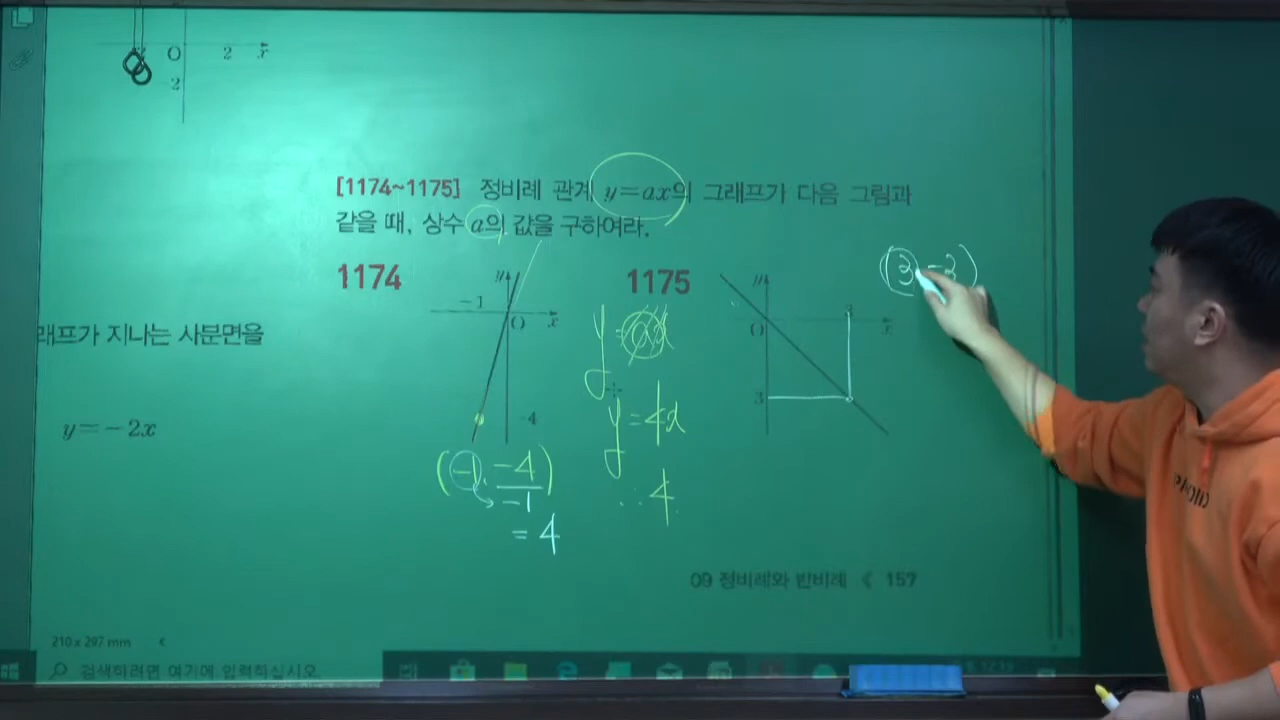 O 2 x
2
[1174~1175] 정비례 관계 y=ax의 그래프가 다음 그림과
같을 때, 상수 a의 값을 구하여라.
1174
y
-1
O
x
-4
(-1, -4)
-1
= 4
1175
y
O
3
x
3
y=ax
y=4x
∴ 4
래프가 지나는 사분면을
y=-2x
09 정비례와 반비례 《 157
210 x 297 mm
검색하려면 여기에 입력하십시오